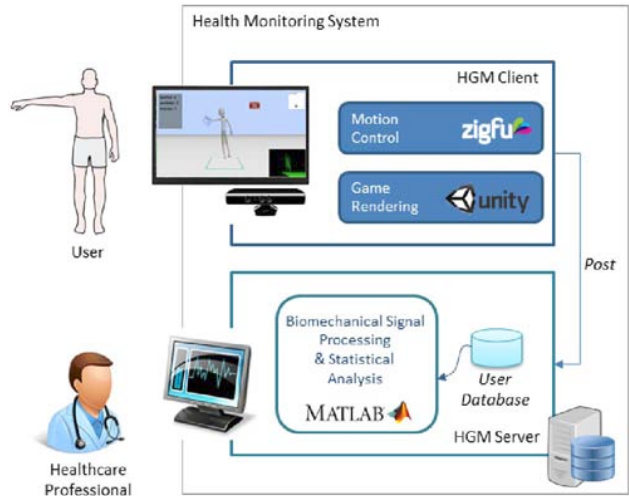 Health Monitoring System
HGM Client
Motion
Control
zigfu
Game
Rendering
unity
User
Post
Biomechanical Signal
Processing
& Statistical
Analysis
MATLAB
User
Database
HGM Server
Healthcare
Professional